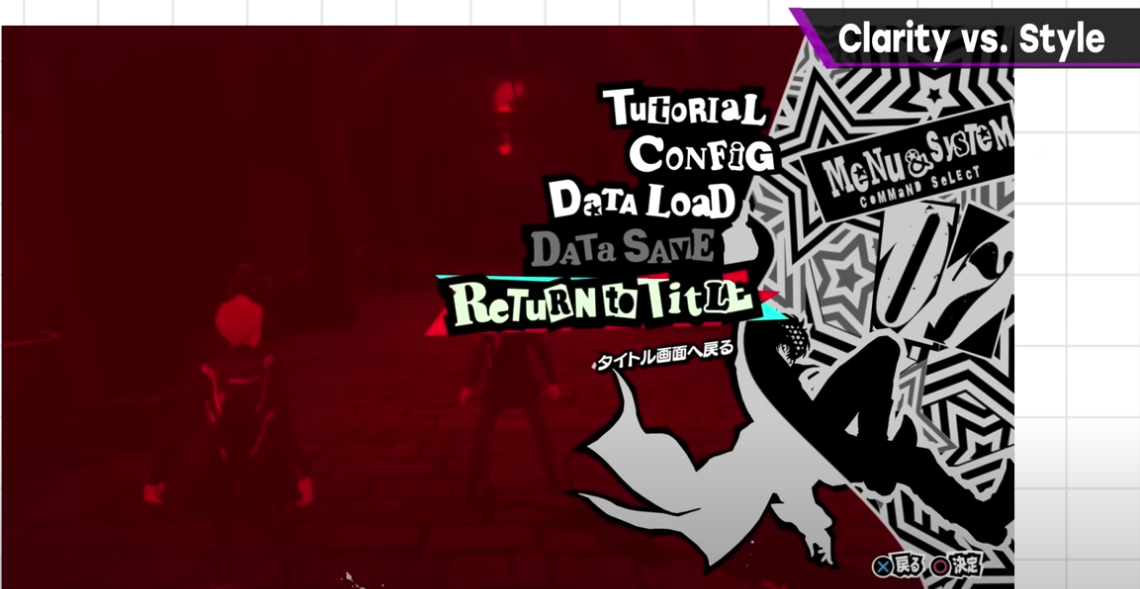 Clarity vs. Style
TUtORiAL
CONFiG
DATA LOAD
DATa SAVE
ReTURN to TitLE
タイトル画面へ戻る
MeNU & SySTEM
COMMaND SeLEcT
戻る 決定